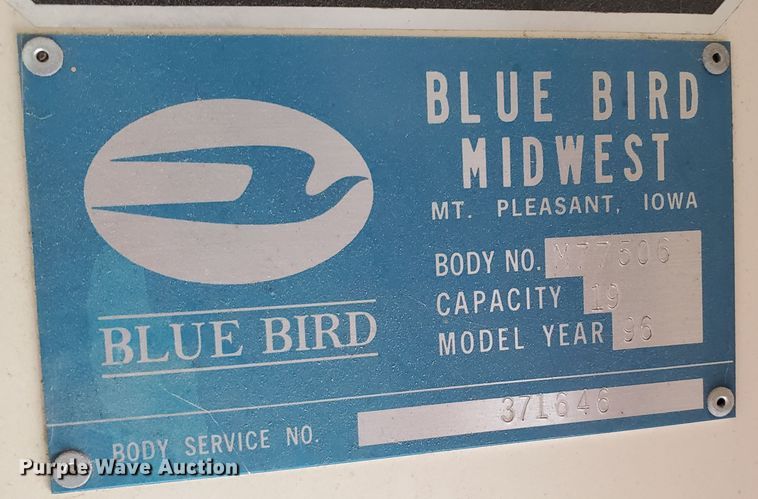 BLUE BIRD
MIDWEST
MT. PLEASANT, IOWA
BODY NO. M77506
CAPACITY 19
MODEL YEAR 96
BLUE BIRD
BODY SERVICE NO. 371646
Purple Wave Auction